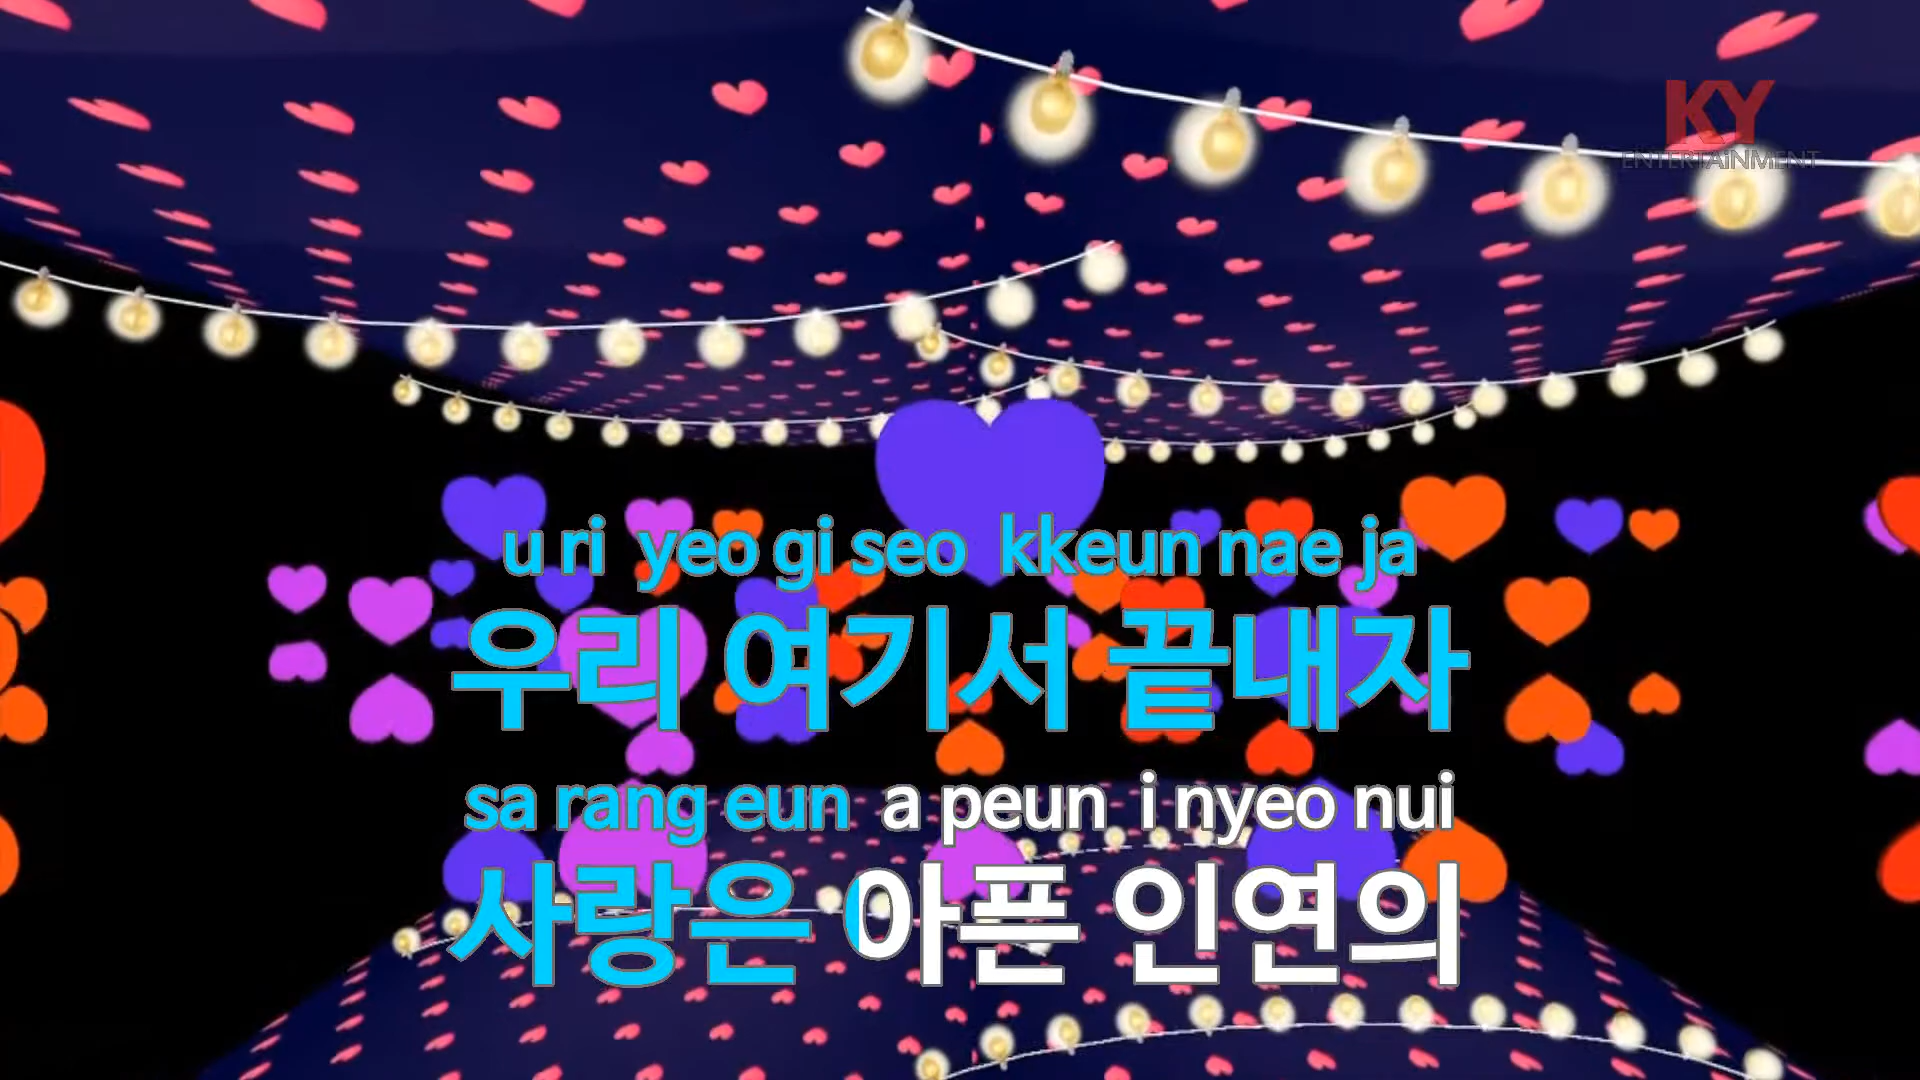 KY
ENTERTAINMENT
u ri yeo gi seo kkeun nae ja
우리 여기서 끝내자
sa rang eun a peun i nyeo nui
사랑은 아픈 인연의